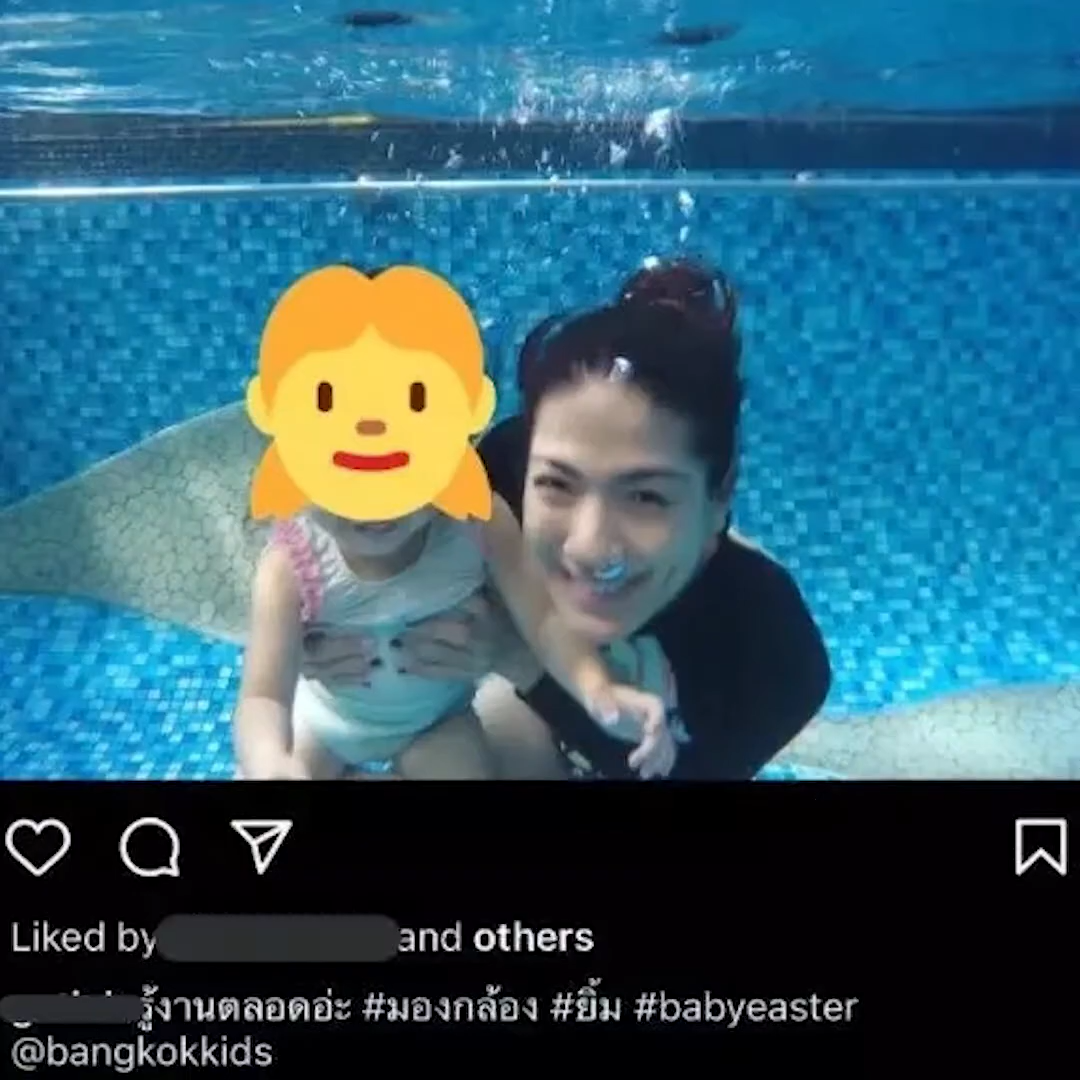 Liked by and others
รู้งานตลอดอ่ะ #มองกล้อง #ยิ้ม #babyeaster
@bangkokkids